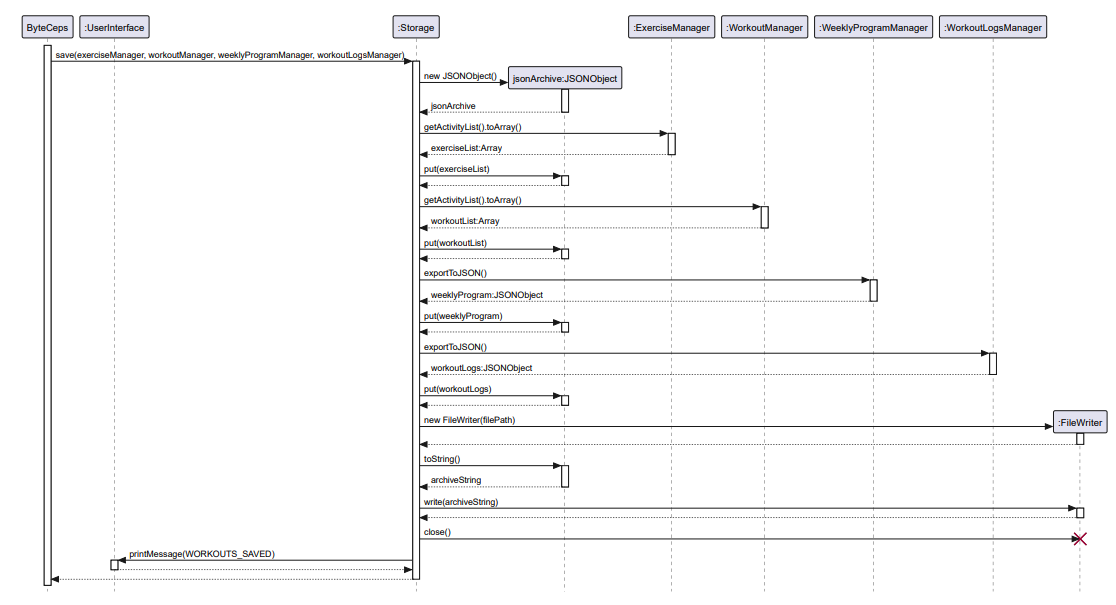 ByteCeps
:UserInterface
:Storage
:ExerciseManager
:WorkoutManager
:WeeklyProgramManager
:WorkoutLogsManager
save(exerciseManager, workoutManager, weeklyProgramManager, workoutLogsManager)
new JSONObject()
jsonArchive:JSONObject
jsonArchive
getActivityList().toArray()
exerciseList:Array
put(exerciseList)
getActivityList().toArray()
workoutList:Array
put(workoutList)
exportToJSON()
weeklyProgram:JSONObject
put(weeklyProgram)
exportToJSON()
workoutLogs:JSONObject
put(workoutLogs)
new FileWriter(filePath)
:FileWriter
toString()
archiveString
write(archiveString)
close()
printMessage(WORKOUTS_SAVED)